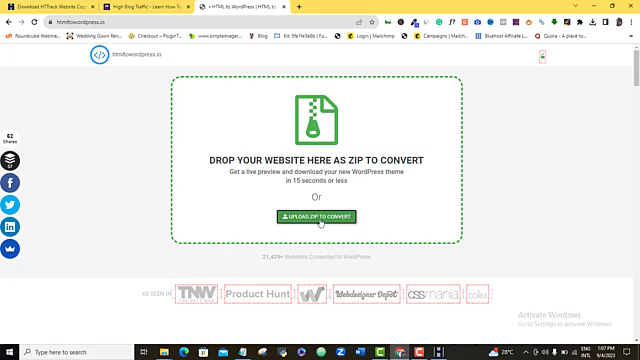 Download HTTrack Website Cop
High Blog Traffic - Learn How To
HTML to WordPress | HTML to
htmltowordpress.io
Roundcube Webma
Wedding Gown Ren
Checkout ‹ PluginT
www.simpleimager
Kit: 5fe1fe5e8a1
Login | Mailchimp
Campaigns | Mailchi
Bluehost Affiliate
Quora - A place to
htmltowordpress.io
62
Shares
DROP YOUR WEBSITE HERE AS ZIP TO CONVERT
Get a live preview and download your new WordPress theme
in 15 seconds or less
Or
UPLOAD ZIP TO CONVERT
21,429+ Websites Converted to WordPress
AS SEEN IN
TNW
Product Hunt
W
Webdesigner Depot
CSSmania
Activate Windows
Go to Settings to activate Windows.
Type here to search
28°C
ENG
INTL
1:07 PM
9/4/2023